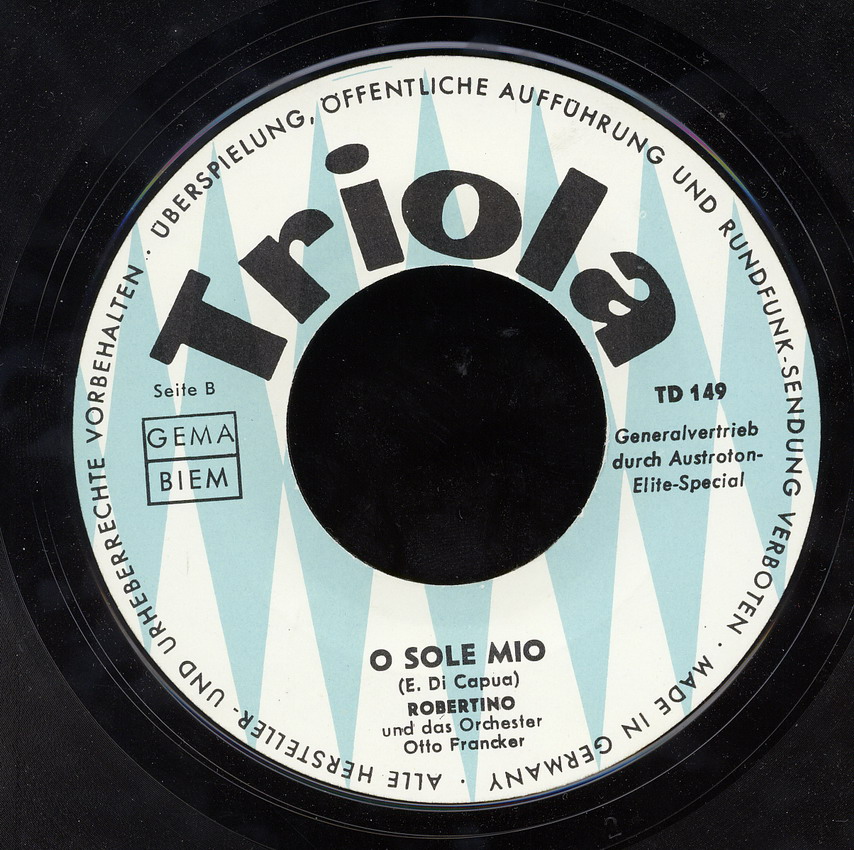 ALLE HERSTELLER- UND URHEBERRECHTE VORBEHALTEN · ÜBERSPIELUNG, ÖFFENTLICHE AUFFÜHRUNG UND RUNDFUNK-SENDUNG VERBOTEN · MADE IN GERMANY ·
Triola
Seite B
GEMA
BIEM
TD 149
Generalvertrieb
durch Austroton-
Elite-Special
O SOLE MIO
(E. Di Capua)
ROBERTINO
und das Orchester
Otto Francker
2